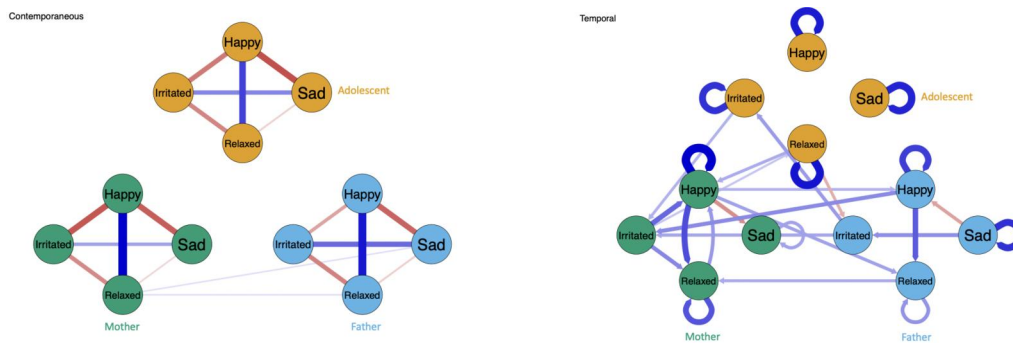 Contemporaneous
Happy
Irritated
Sad
Adolescent
Relaxed
Happy
Irritated
Sad
Relaxed
Mother
Happy
Irritated
Sad
Relaxed
Father
Temporal
Happy
Irritated
Sad
Adolescent
Relaxed
Happy
Happy
Irritated
Sad
Irritated
Sad
Relaxed
Relaxed
Mother
Father